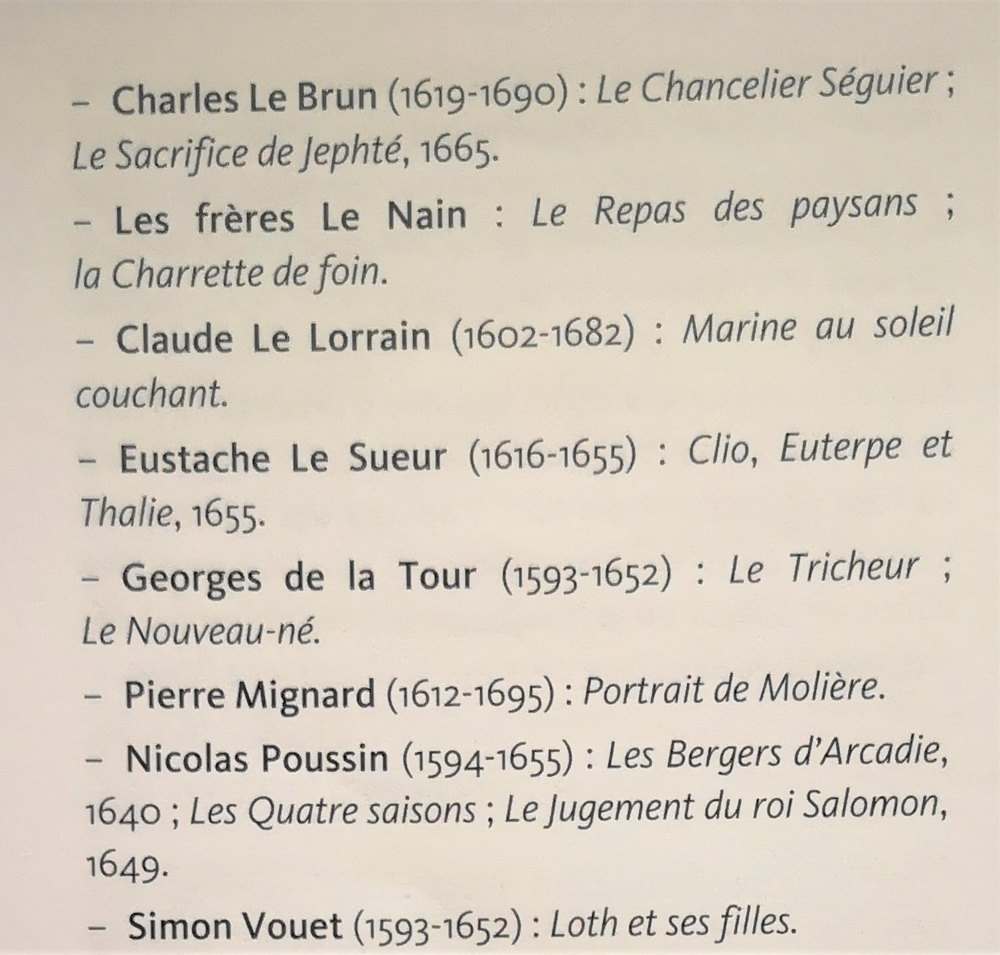 – Charles Le Brun (1619-1690) : Le Chancelier Séguier ;
Le Sacrifice de Jephté, 1665.
– Les frères Le Nain : Le Repas des paysans ;
la Charrette de foin.
– Claude Le Lorrain (1602-1682) : Marine au soleil
couchant.
– Eustache Le Sueur (1616-1655) : Clio, Euterpe et
Thalie, 1655.
– Georges de la Tour (1593-1652) : Le Tricheur ;
Le Nouveau-né.
– Pierre Mignard (1612-1695) : Portrait de Molière.
– Nicolas Poussin (1594-1655) : Les Bergers d’Arcadie,
1640 ; Les Quatre saisons ; Le Jugement du roi Salomon,
1649.
– Simon Vouet (1593-1652) : Loth et ses filles.